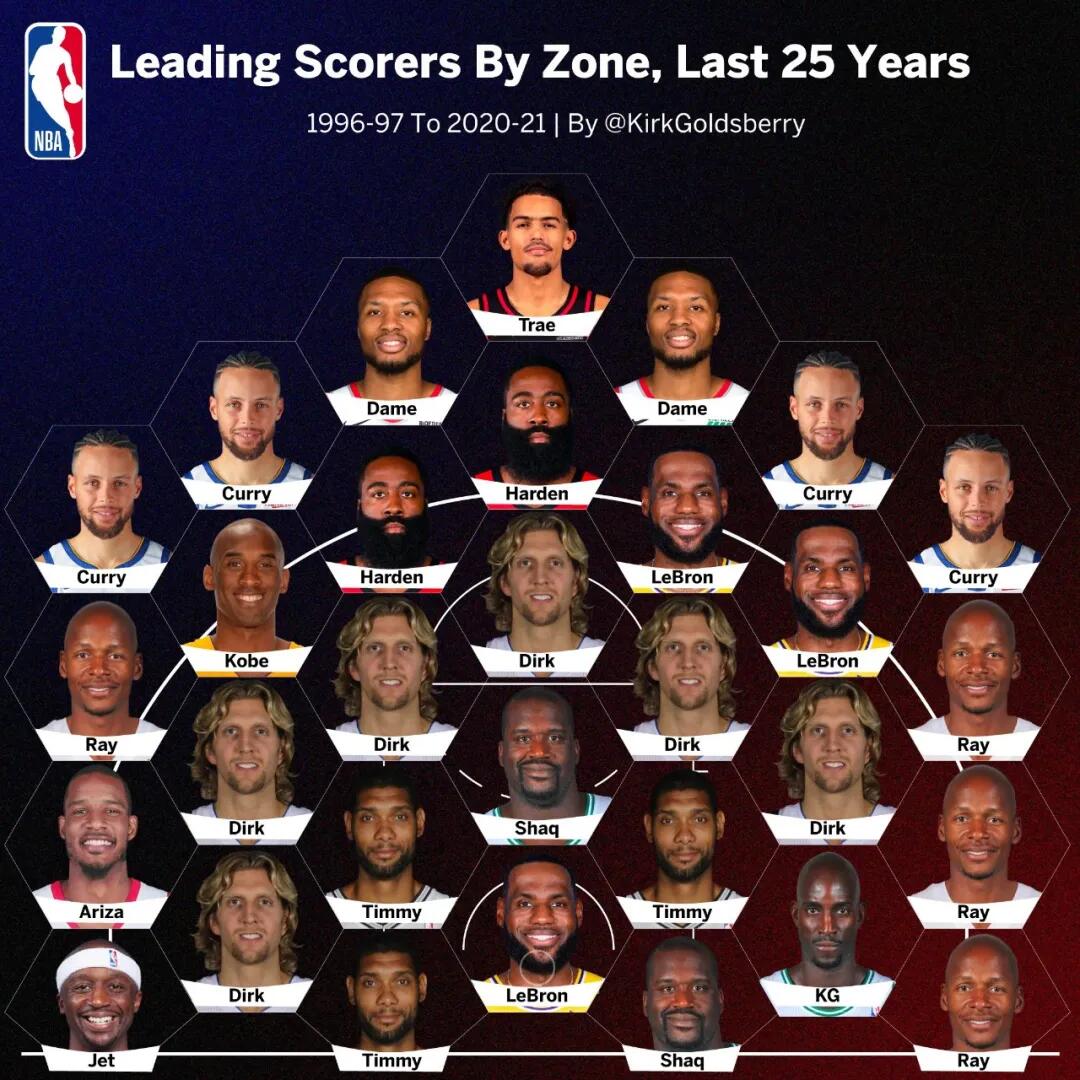 Leading Scorers By Zone, Last 25 Years
1996-97 To 2020-21 | By @KirkGoldsberry
NBA
Trae
Dame
Dame
Curry
Harden
Curry
Curry
Harden
LeBron
Curry
Kobe
Dirk
LeBron
Ray
Dirk
Dirk
Ray
Dirk
Shaq
Dirk
Ariza
Timmy
Timmy
Ray
Dirk
LeBron
KG
Jet
Timmy
Shaq
Ray